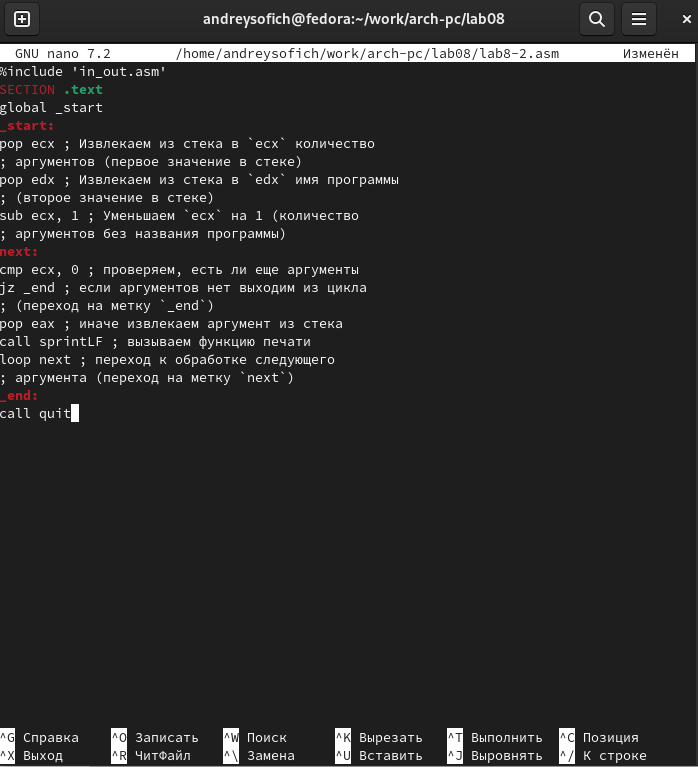 andreysofich@fedora:~/work/arch-pc/lab08
GNU nano 7.2 /home/andreysofich/work/arch-pc/lab08/lab8-2.asm Изменён
%include 'in_out.asm'
SECTION .text
global _start
_start:
pop ecx ; Извлекаем из стека в `ecx` количество
; аргументов (первое значение в стеке)
pop edx ; Извлекаем из стека в `edx` имя программы
; (второе значение в стеке)
sub ecx, 1 ; Уменьшаем `ecx` на 1 (количество
; аргументов без названия программы)
next:
cmp ecx, 0 ; проверяем, есть ли еще аргументы
jz _end ; если аргументов нет выходим из цикла
; (переход на метку `_end`)
pop eax ; иначе извлекаем аргумент из стека
call sprintLF ; вызываем функцию печати
loop next ; переход к обработке следующего
; аргумента (переход на метку `next`)
_end:
call quit
^G Справка ^O Записать ^W Поиск ^K Вырезать ^T Выполнить ^C Позиция
^X Выход ^R ЧитФайл ^\ Замена ^U Вставить ^J Выровнять ^/ К строке